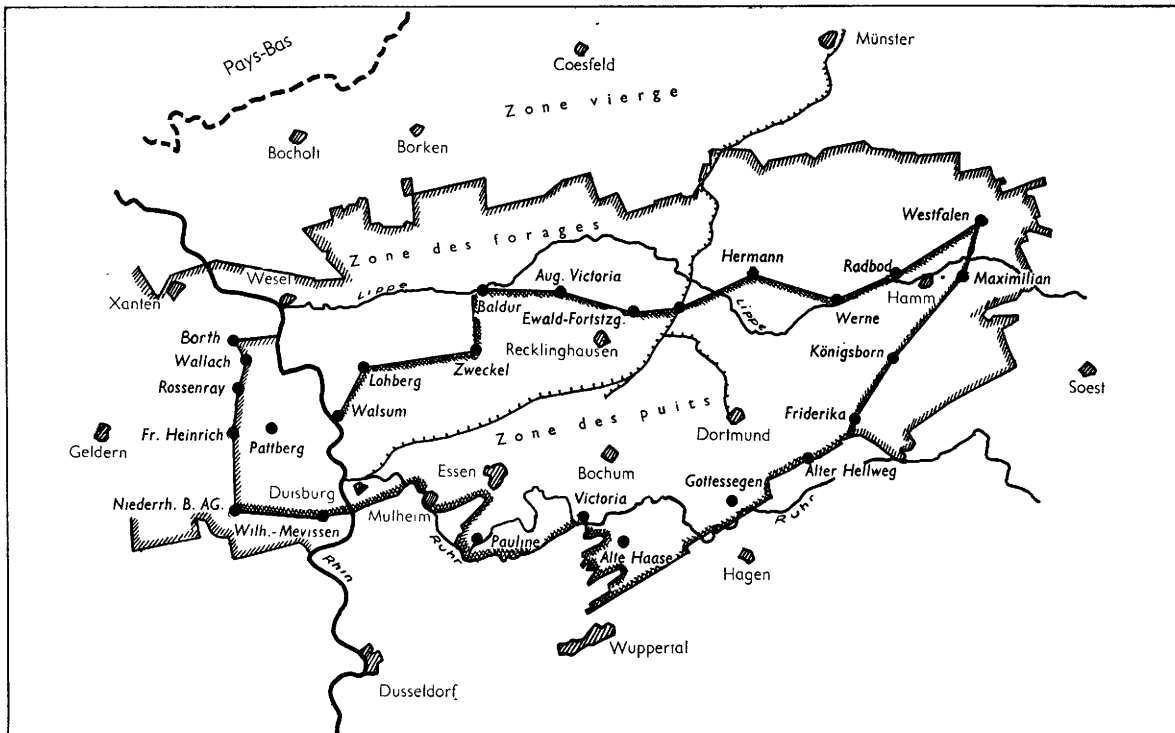 Pays-Bas
Münster
Coesfeld
Zone vierge
Bocholt
Borken
Westfalen
Zone des forages
Hermann
Radbod
Wesel
Aug. Victoria
Maximilian
Xanten
Lippe
Baldur
Lippe
Hamm
Ewald-Fortstzg.
Werne
Borth
Recklinghausen
Königsborn
Wallach
Zweckel
Lohberg
Rossenray
Soest
Walsum
Friderika
Zone des puits
Fr. Heinrich
Pattberg
Dortmund
Geldern
Essen
Bochum
Alter Hellweg
Duisburg
Gottessegen
Niederrh. B. AG.
Mulheim
Victoria
Ruhr
Wilh.-Mevissen
Pauline
Ruhr
Alte Haase
Rhin
Hagen
Wuppertal
Dusseldorf